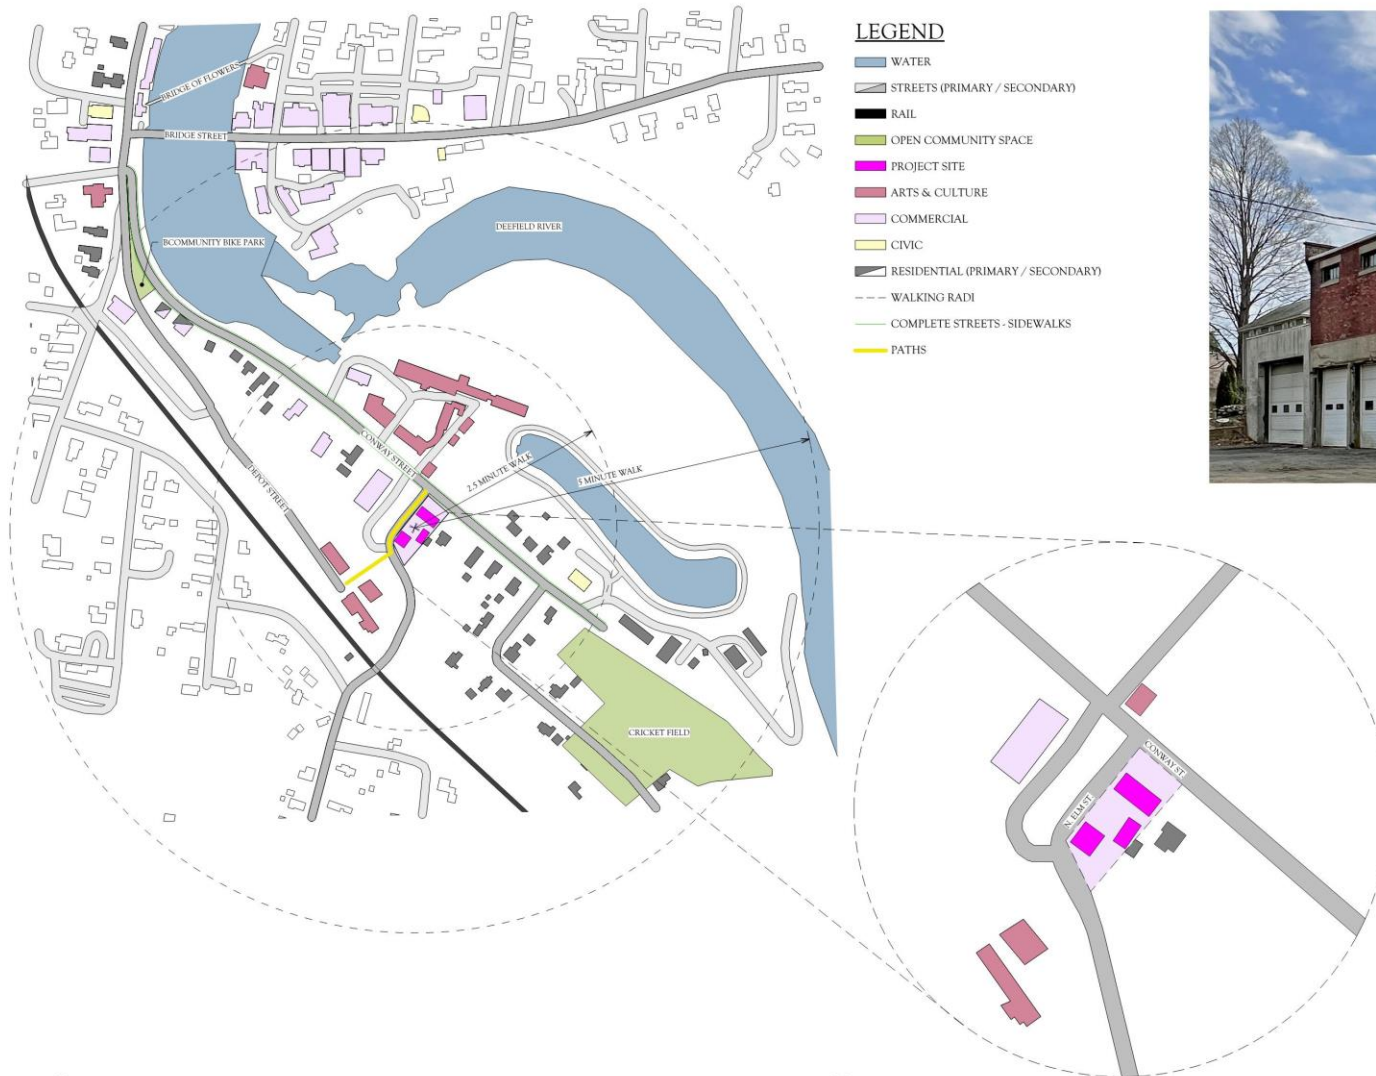 LEGEND
WATER
STREETS (PRIMARY / SECONDARY)
RAIL
OPEN COMMUNITY SPACE
PROJECT SITE
ARTS & CULTURE
COMMERCIAL
CIVIC
RESIDENTIAL (PRIMARY / SECONDARY)
WALKING RADI
COMPLETE STREETS - SIDEWALKS
PATHS
BRIDGE OF FLOWERS
BRIDGE STREET
DEEFIELD RIVER
BCOMMUNITY BIKE PARK
CONWAY STREET
DEPOT STREET
2.5 MINUTE WALK
5 MINUTE WALK
CRICKET FIELD
CONWAY ST.
N. ELM ST.